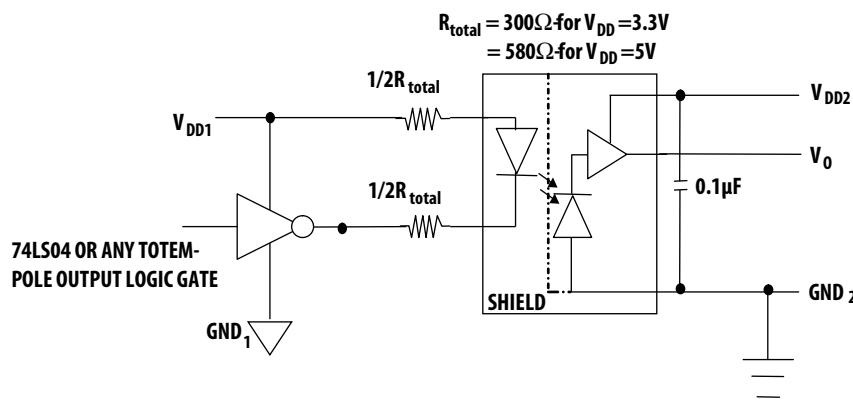 R_total = 300Ω-for V_DD =3.3V
= 580Ω-for V_DD =5V
1/2R_total
V_DD1
V_DD2
V_0
1/2R_total
0.1µF
74LS04 OR ANY TOTEM-
POLE OUTPUT LOGIC GATE
SHIELD
GND_2
GND_1